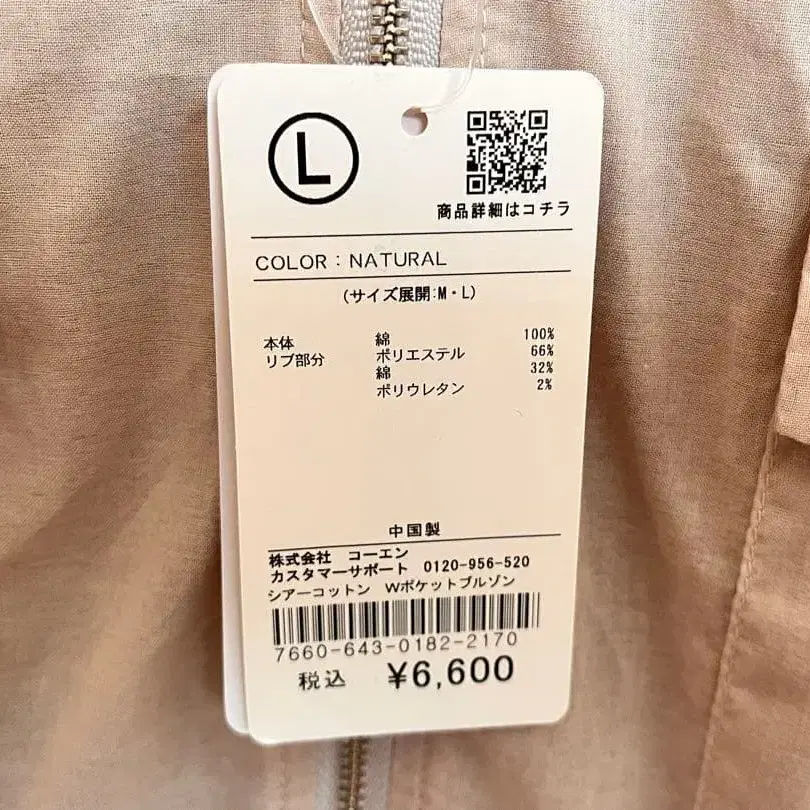 L
商品詳細はコチラ
COLOR：NATURAL
(サイズ展開:M・L)
本体 綿 100%
リブ部分 ポリエステル 66%
綿 32%
ポリウレタン 2%
中国製
株式会社 コーエン
カスタマーサポート 0120-956-520
シアーコットン Wポケットブルゾン
7660-643-0182-2170
税込 ¥6,600